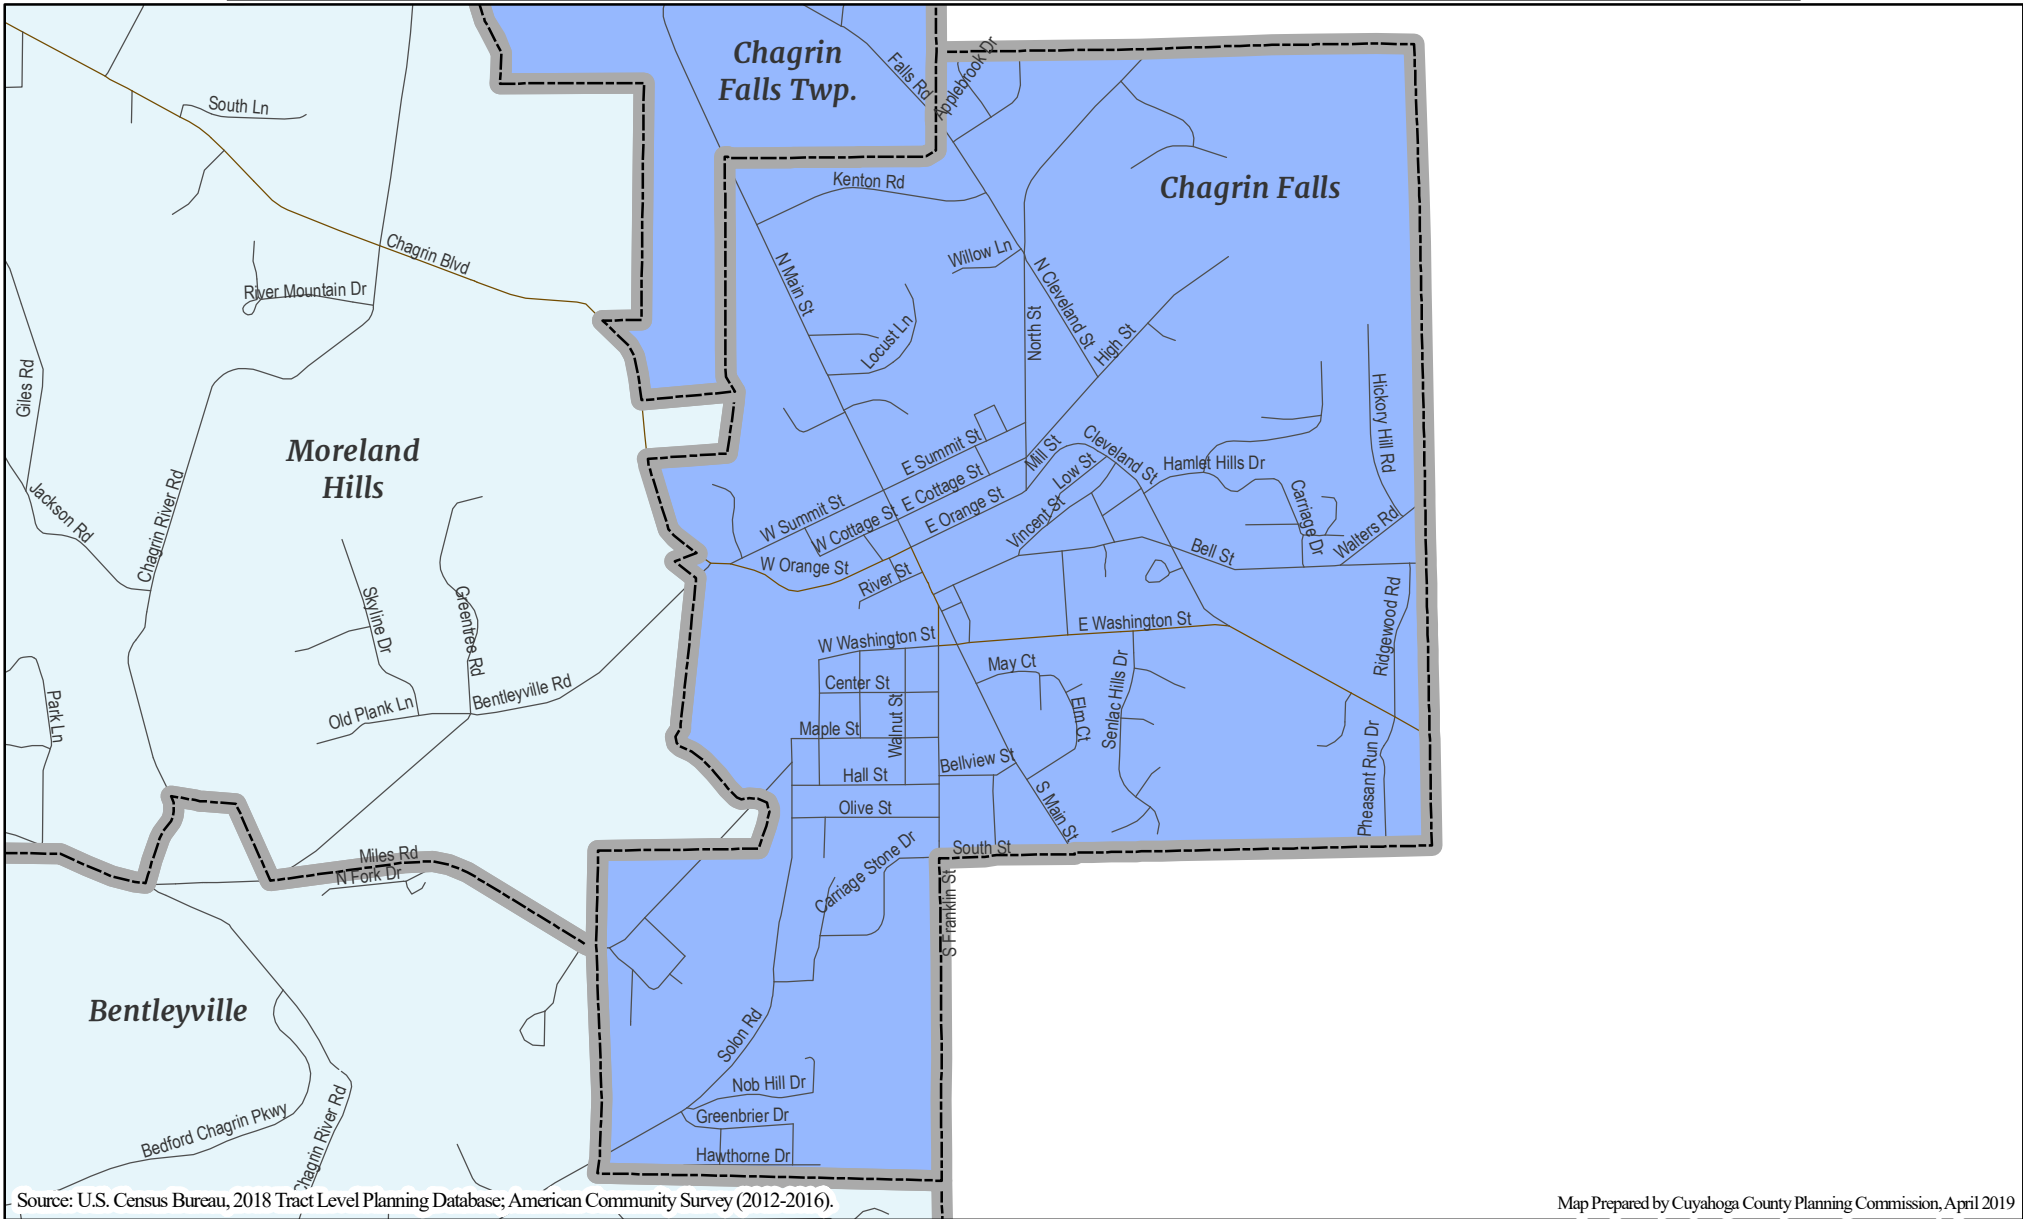 Chagrin
Falls Twp.
Falls Rd
Applebrook Dr
South Ln
Kenton Rd
Chagrin Falls
Chagrin Blvd
River Mountain Dr
N Main St
Willow Ln
N Cleveland St
North St
High St
Locust Ln
Giles Rd
Hickory Hill Rd
Moreland
Hills
Jackson Rd
Chagrin River Rd
E Summit St
Mill St
Cleveland St
Low St
Hamlet Hills Dr
E Cottage St
W Summit St
W Cottage St
E Orange St
Vincent St
Carriage Dr
Walters Rd
Bell St
W Orange St
River St
Skyline Dr
Greentree Rd
Ridgewood Rd
E Washington St
W Washington St
May Ct
Center St
Walnut St
Elm Ct
Senlac Hills Dr
Bentleyville Rd
Old Plank Ln
Park Ln
Maple St
Bellview St
Hall St
Olive St
S Main St
Pheasant Run Dr
South St
Miles Rd
N Fork Dr
Carriage Stone Dr
S Franklin St
Bentleyville
Solon Rd
Nob Hill Dr
Greenbrier Dr
Hawthorne Dr
Bedford Chagrin Pkwy
Chagrin River Rd
Source: U.S. Census Bureau, 2018 Tract Level Planning Database; American Community Survey (2012-2016).
Map Prepared by Cuyahoga County Planning Commission, April 2019